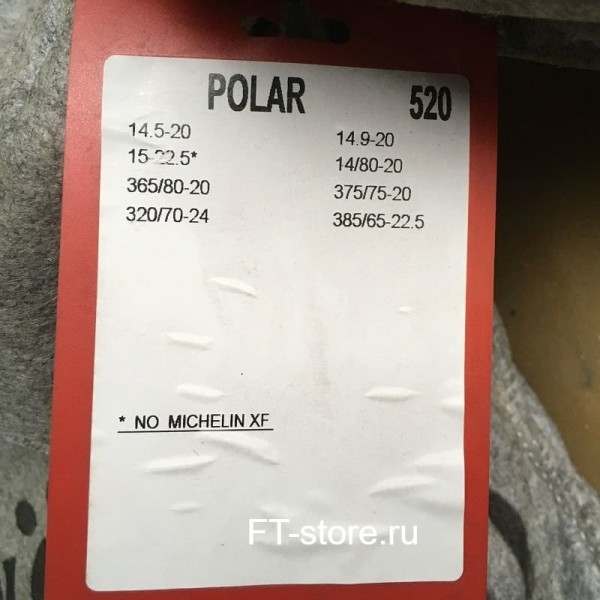 POLAR 520
14.5-20 14.9-20
15-22.5* 14/80-20
365/80-20 375/75-20
320/70-24 385/65-22.5
* NO MICHELIN XF
FT-store.ru